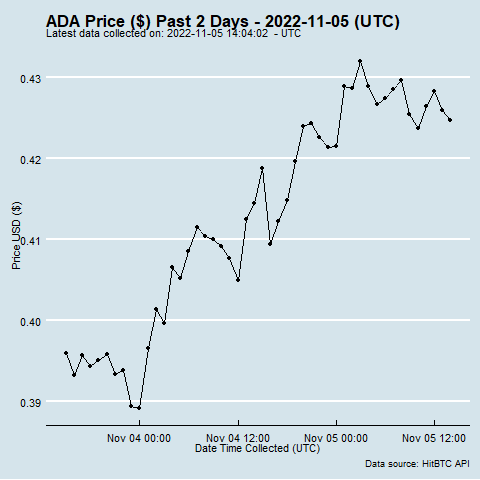 ADA Price ($) Past 2 Days - 2022-11-05 (UTC)
Latest data collected on: 2022-11-05 14:04:02  - UTC
0.43
0.42
0.41
0.40
0.39
Price USD ($)
Nov 04 00:00 Nov 04 12:00 Nov 05 00:00 Nov 05 12:00
Date Time Collected (UTC)
Data source: HitBTC API